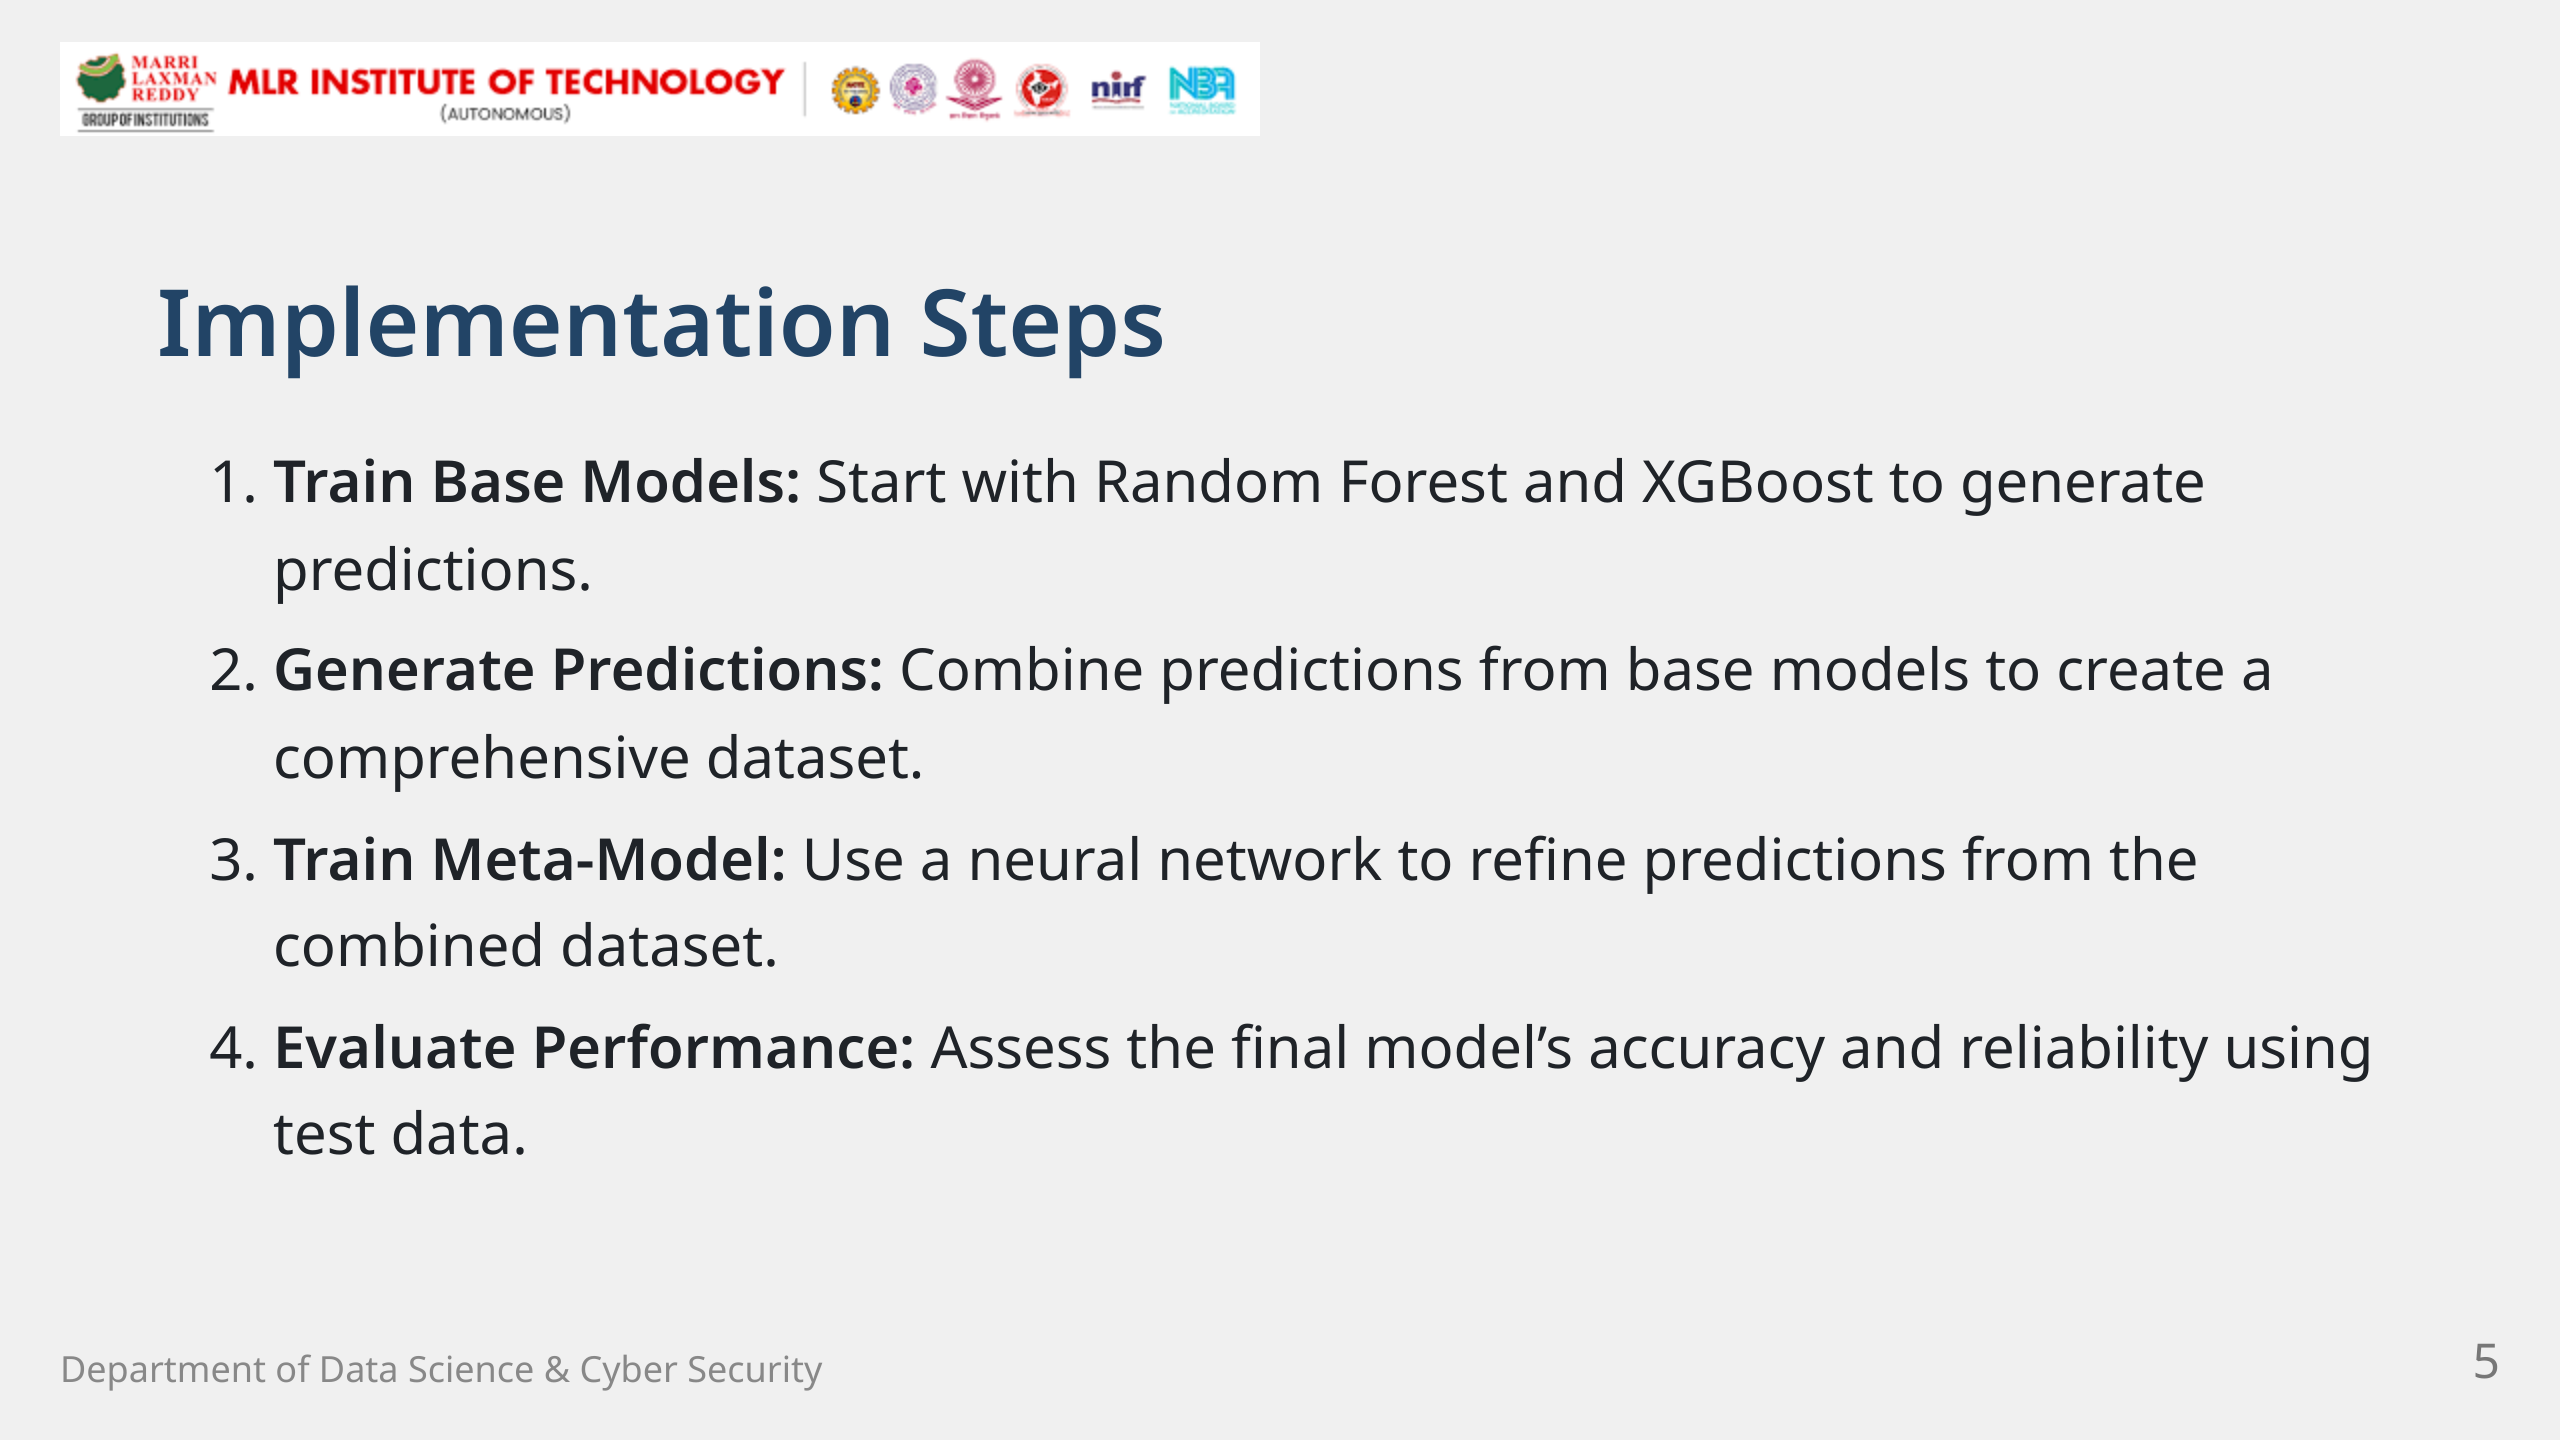 MARRI
LAXMAN
REDDY
GROUP OF INSTITUTIONS
MLR INSTITUTE OF TECHNOLOGY
(AUTONOMOUS)
nirf
NBA
Implementation Steps
1. Train Base Models: Start with Random Forest and XGBoost to generate
predictions.
2. Generate Predictions: Combine predictions from base models to create a
comprehensive dataset.
3. Train Meta-Model: Use a neural network to refine predictions from the
combined dataset.
4. Evaluate Performance: Assess the final model’s accuracy and reliability using
test data.
Department of Data Science & Cyber Security
5